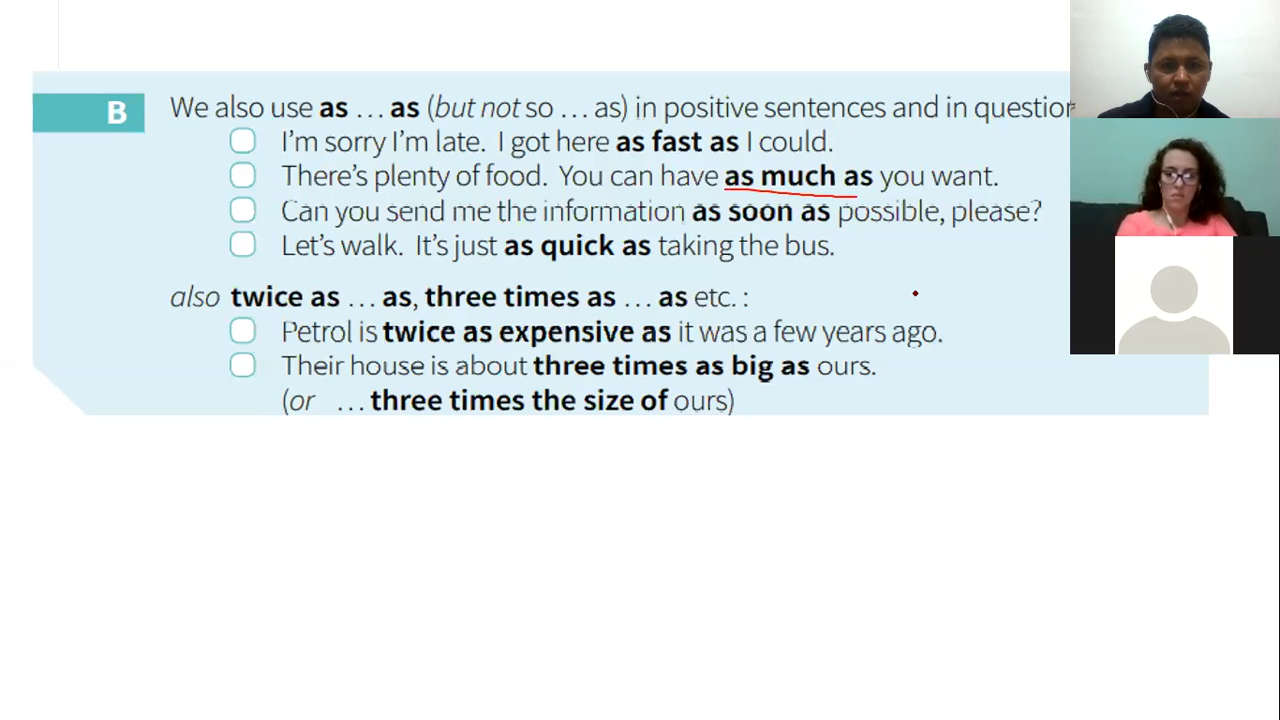 B We also use as … as (but not so … as) in positive sentences and in question
I'm sorry I'm late. I got here as fast as I could.
There's plenty of food. You can have as much as you want.
Can you send me the information as soon as possible, please?
Let's walk. It's just as quick as taking the bus.
also twice as … as, three times as … as etc. :
Petrol is twice as expensive as it was a few years ago.
Their house is about three times as big as ours.
(or … three times the size of ours)